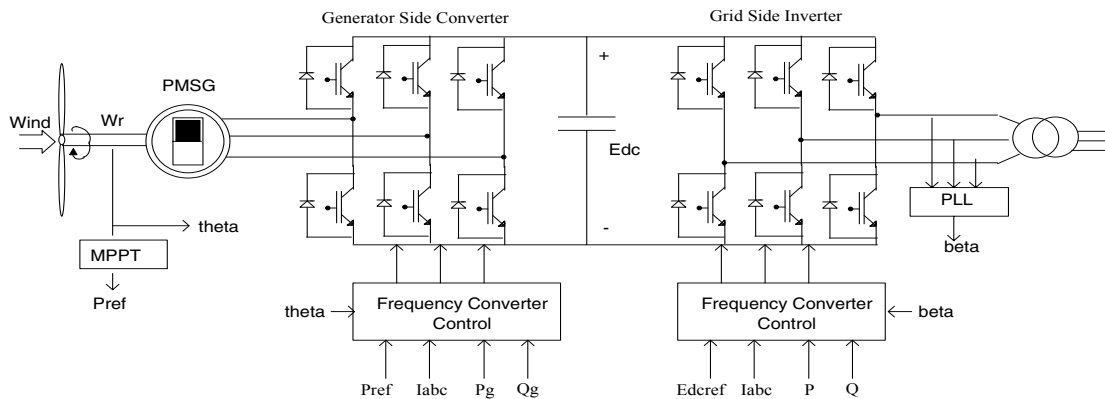 Generator Side Converter
Grid Side Inverter
PMSG
Wind
Wr
+
Edc
-
theta
MPPT
Pref
PLL
beta
theta
Frequency Converter
Control
Frequency Converter
Control
beta
Pref
Iabc
Pg
Qg
Edcref
Iabc
P
Q